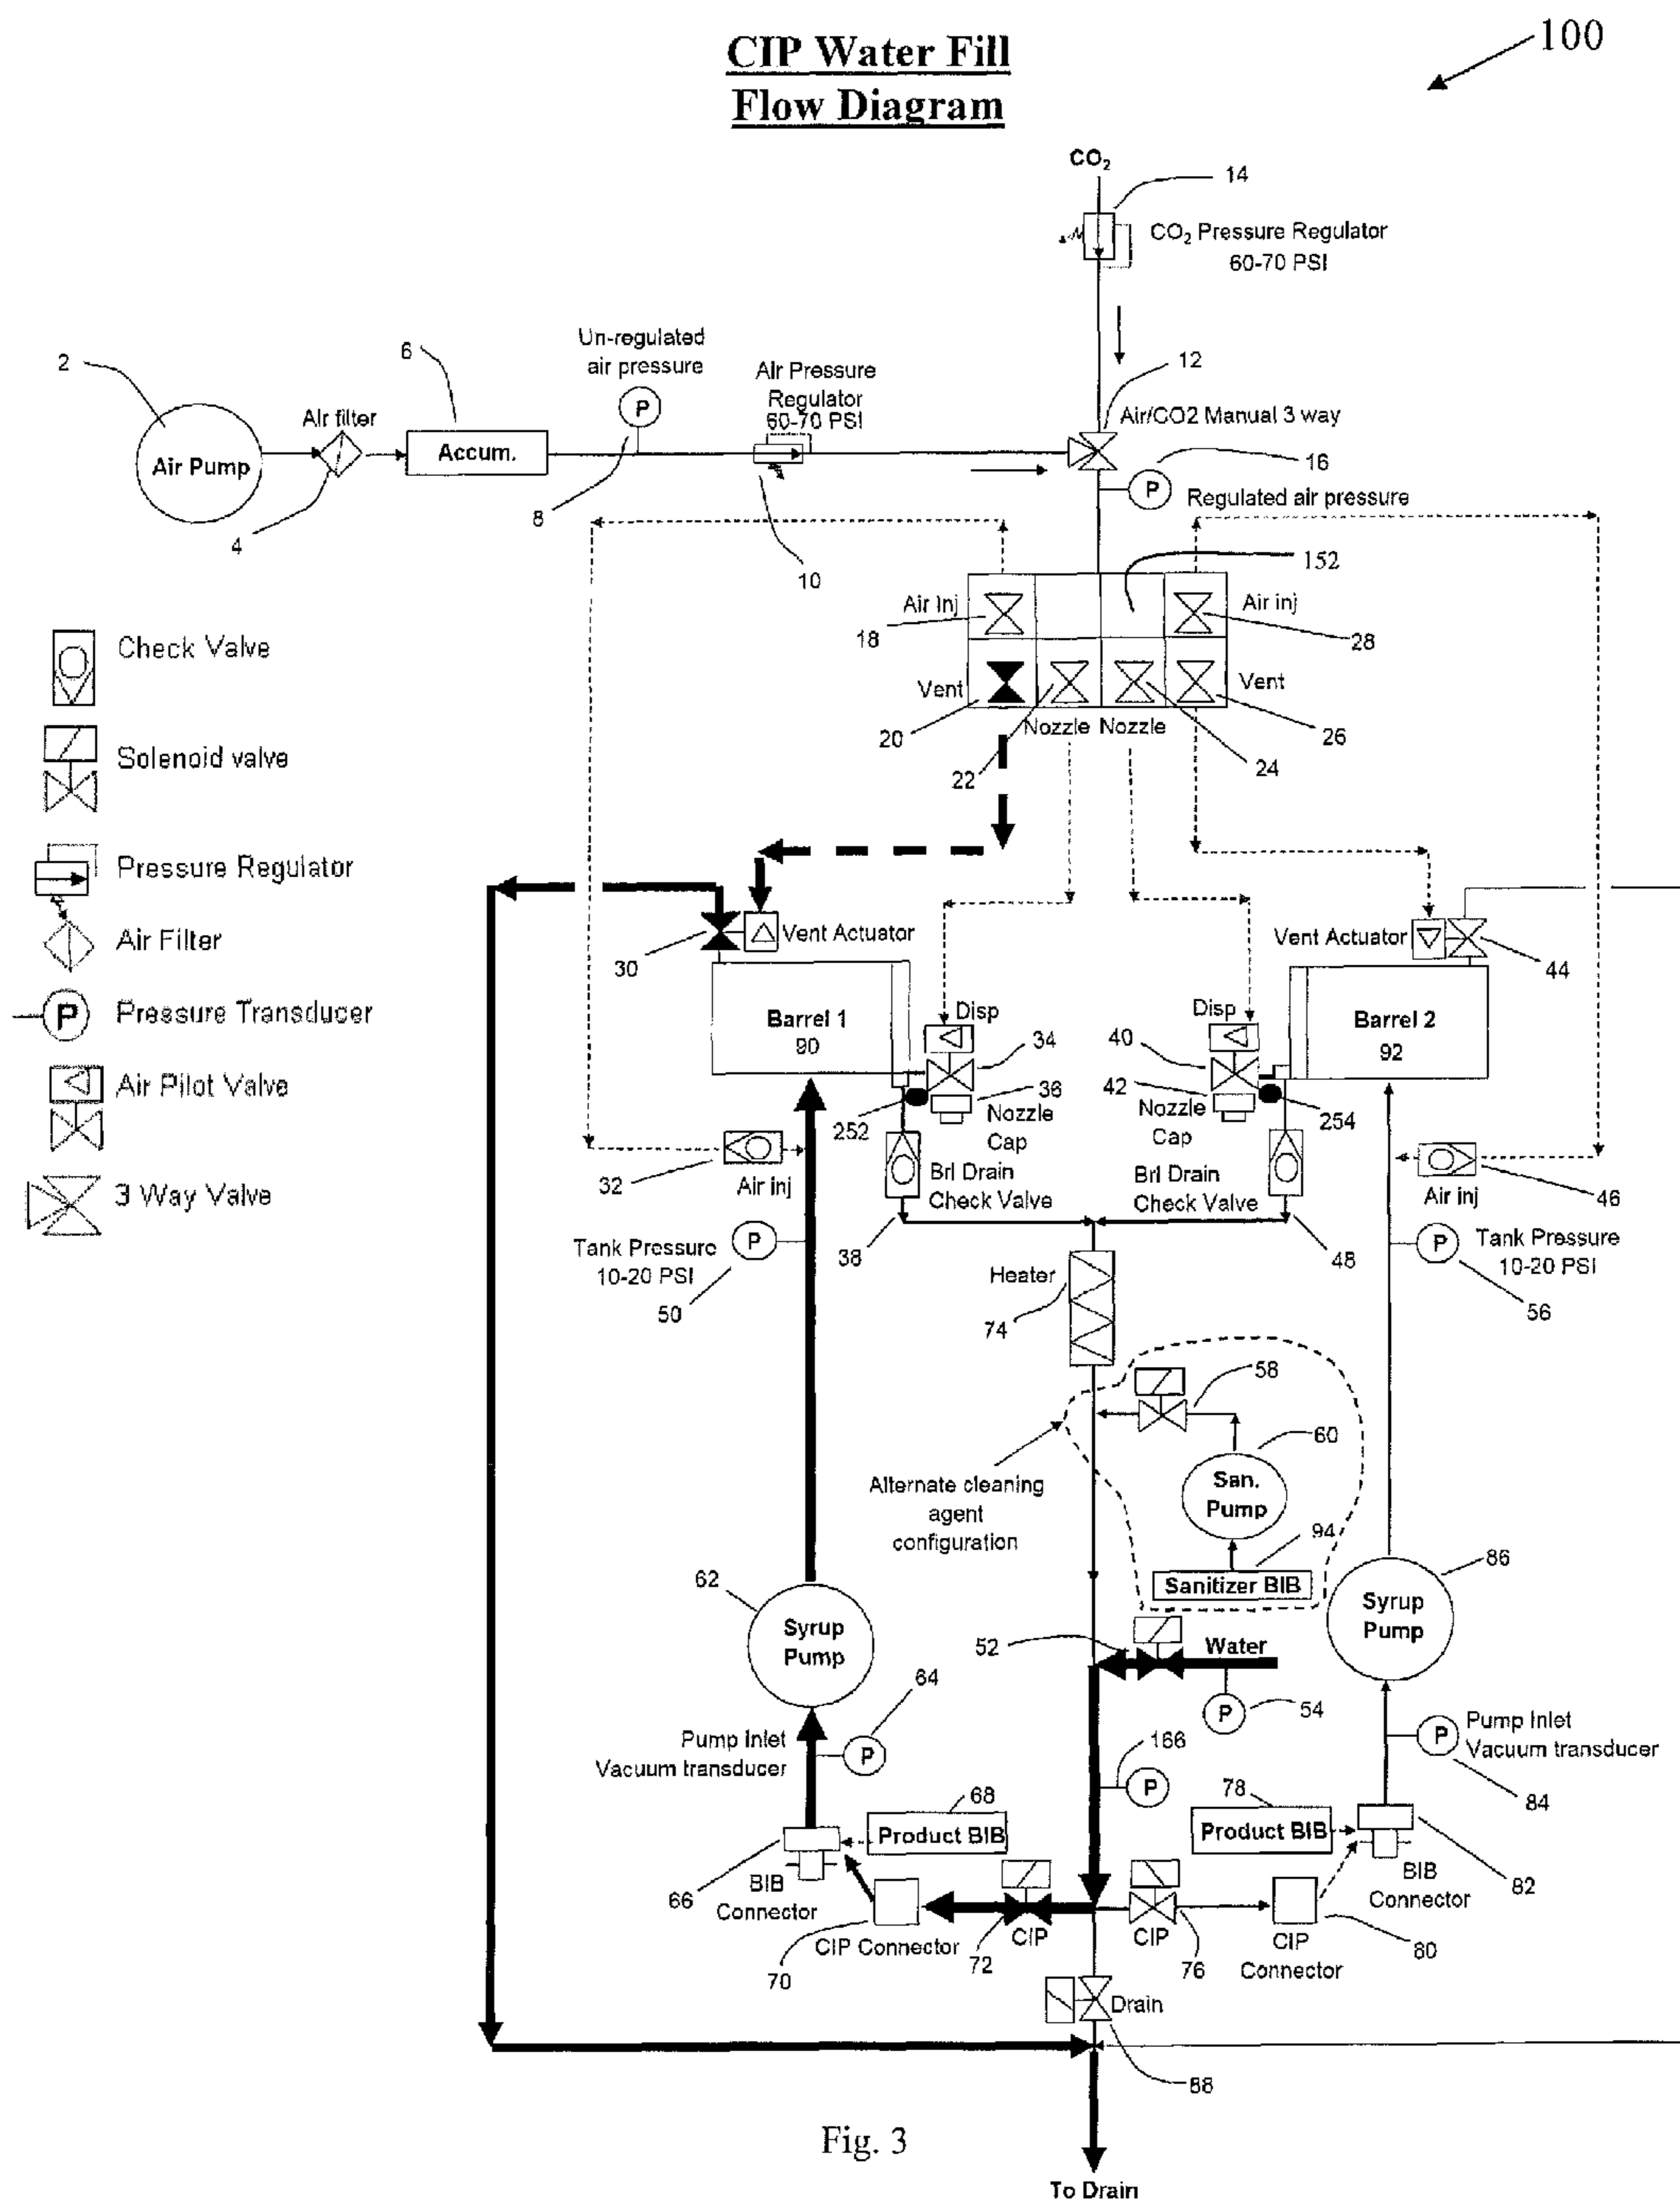 CIP Water Fill
Flow Diagram
100
CO2
14
CO2 Pressure Regulator
60-70 PSI
12
Air/CO2 Manual 3 way
16
Regulated air pressure
2
Air Pump
Air filter
4
6
Accum.
Un-regulated
air pressure
P
8
Air Pressure
Regulator
60-70 PSI
10
P
152
Air Inj
18
Air inj
28
Vent
20
Nozzle Nozzle
22
24
Vent
26
Check Valve
Solenoid valve
Pressure Regulator
Air Filter
P
Pressure Transducer
Air Pilot Valve
3 Way Valve
Vent Actuator
30
Vent Actuator
44
Barrel 1
90
Disp
34
36
Nozzle
Cap
252
Disp
40
42
Nozzle
Cap
254
Barrel 2
92
32
Air inj
Brl Drain
Check Valve
38
Brl Drain
Check Valve
48
Air inj
46
Tank Pressure
10-20 PSI
P
50
P
Tank Pressure
10-20 PSI
56
Heater
74
58
60
San.
Pump
94
Sanitizer BIB
Alternate cleaning
agent
configuration
62
Syrup
Pump
86
Syrup
Pump
52
Water
P
54
64
P
Pump Inlet
Vacuum transducer
166
P
P
Pump Inlet
Vacuum transducer
84
68
Product BIB
78
Product BIB
66
BIB
Connector
BIB
Connector
82
70
CIP Connector
72
CIP
CIP
76
CIP
Connector
80
Drain
88
Fig. 3
To Drain